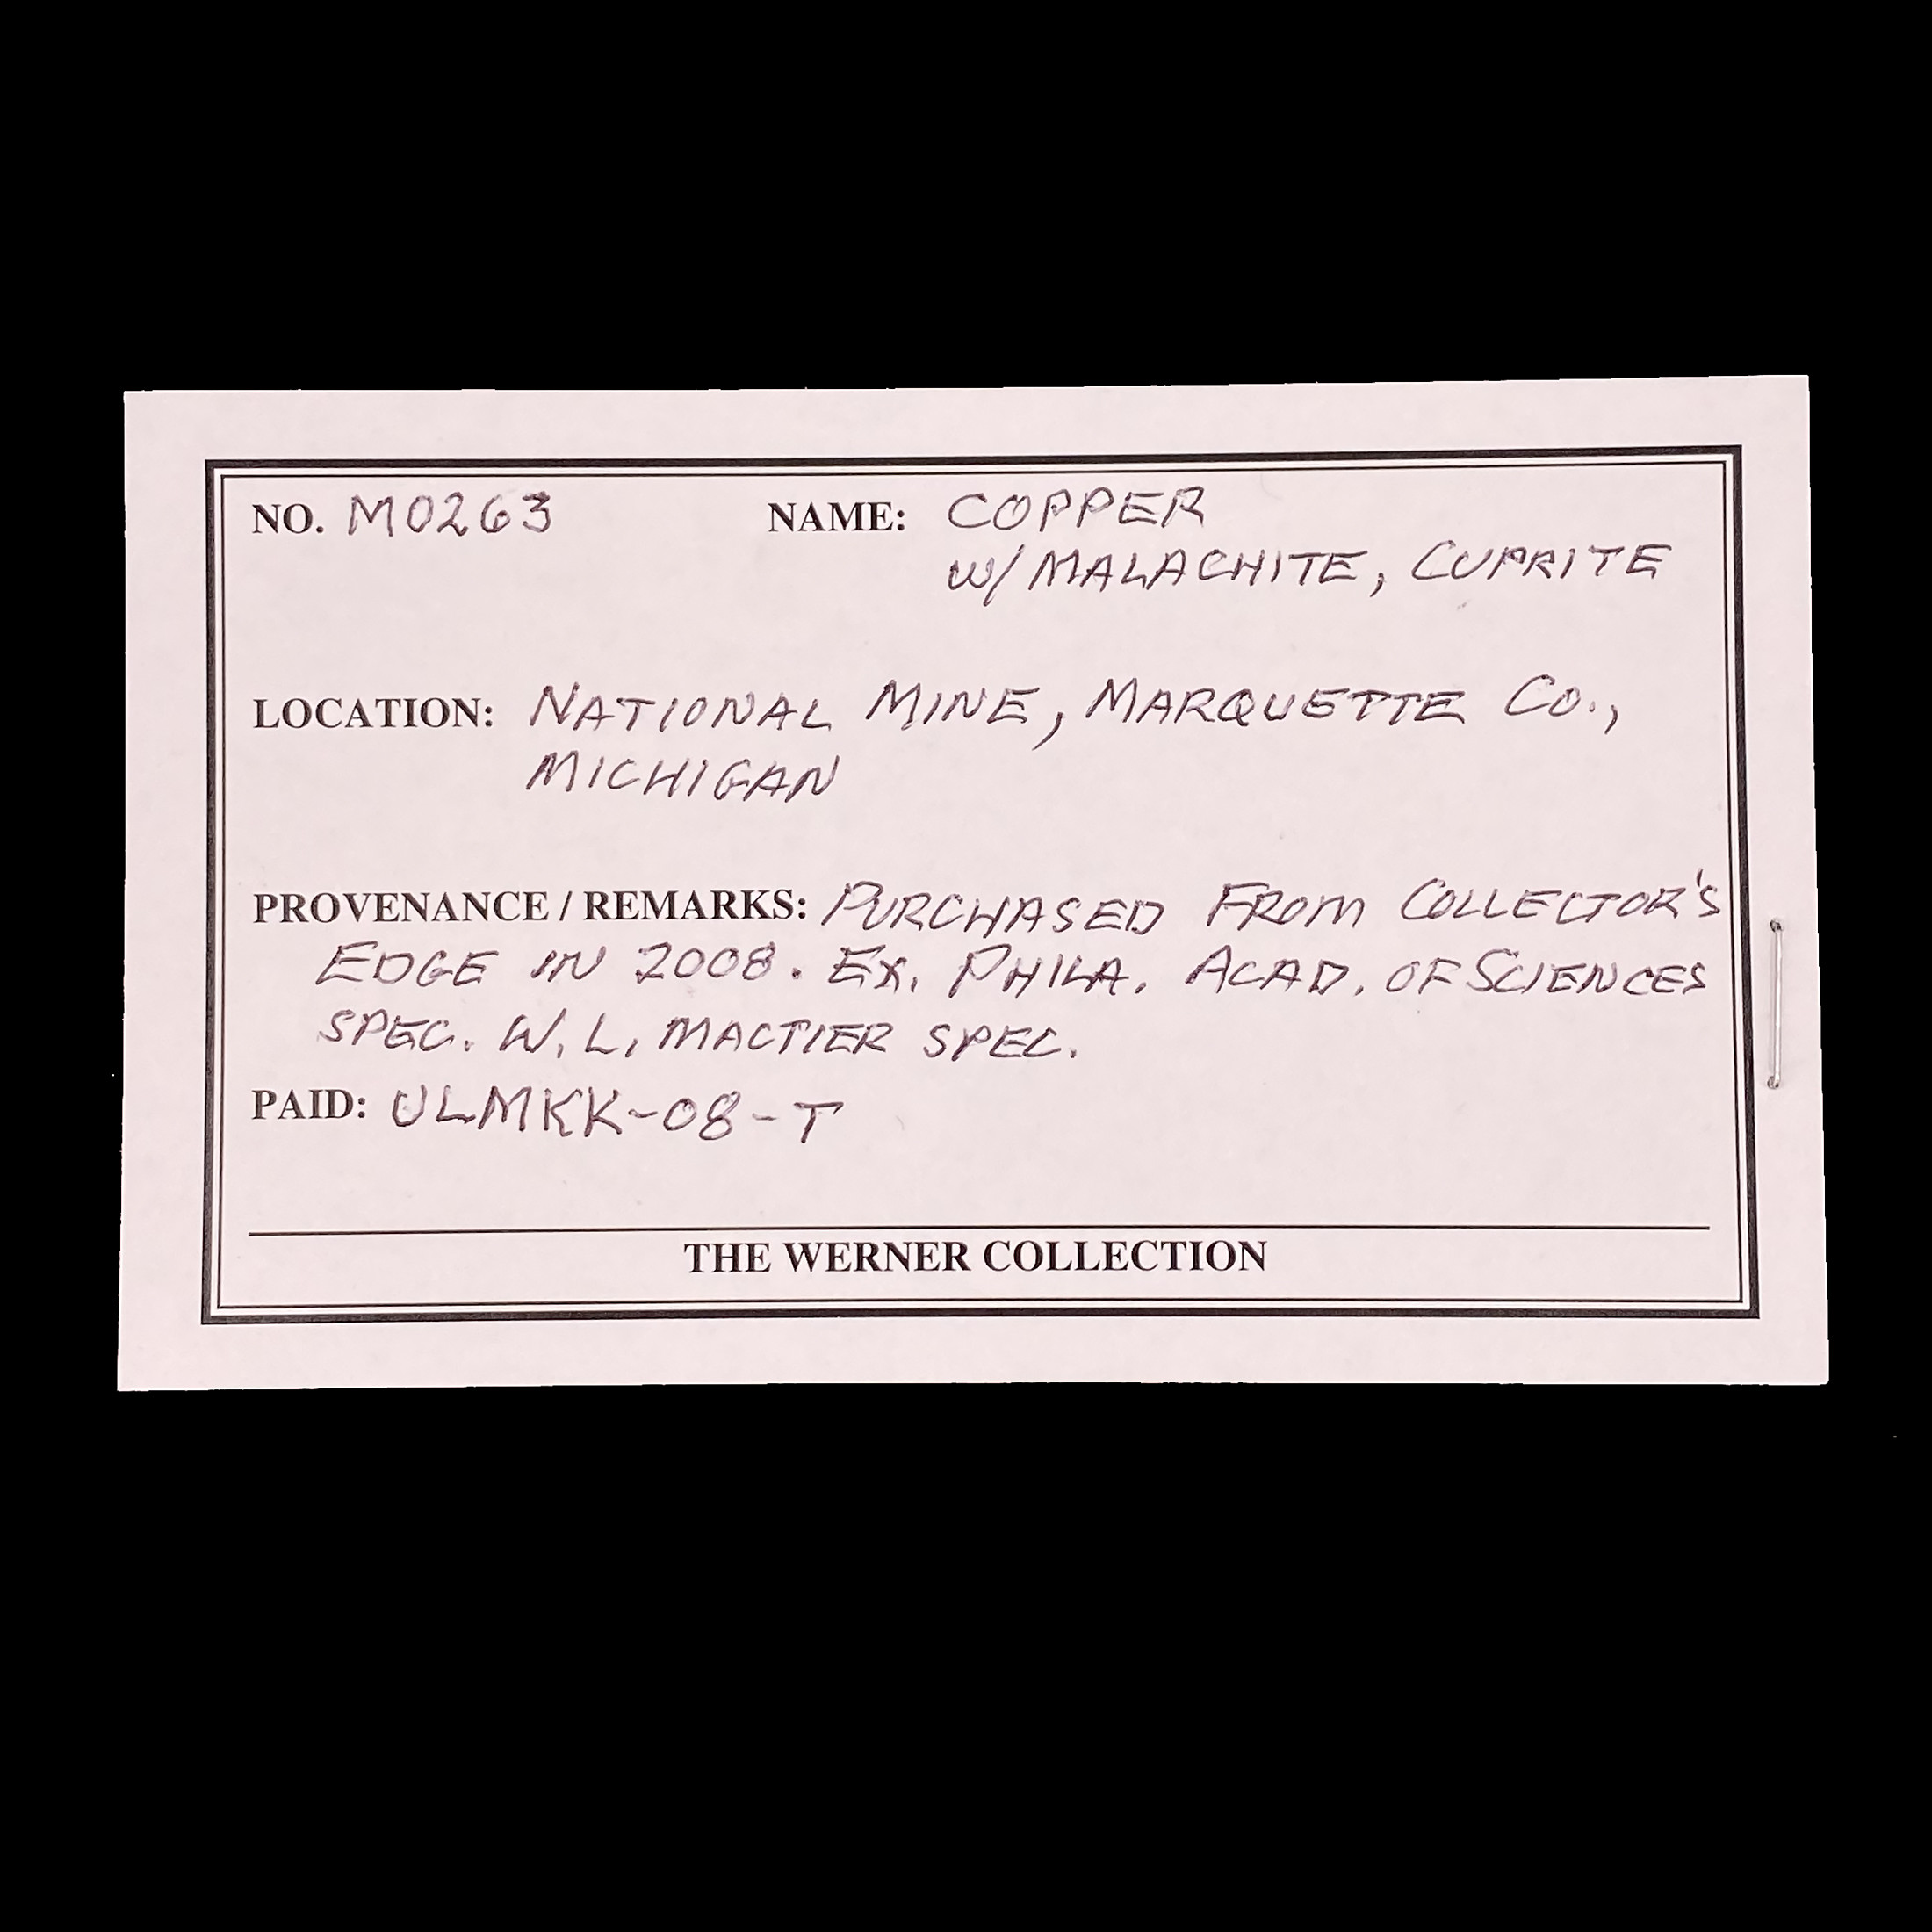 NO. M0263 NAME: COPPER
W/ MALACHITE, CUPRITE
LOCATION: NATIONAL MINE, MARQUETTE CO.,
MICHIGAN
PROVENANCE / REMARKS: PURCHASED FROM COLLECTOR'S
EDGE IN 2008. EX. PHILA. ACAD. OF SCIENCES
SPEC. W. L. MACTIER SPEC.
PAID: ULMKK-08-T
THE WERNER COLLECTION